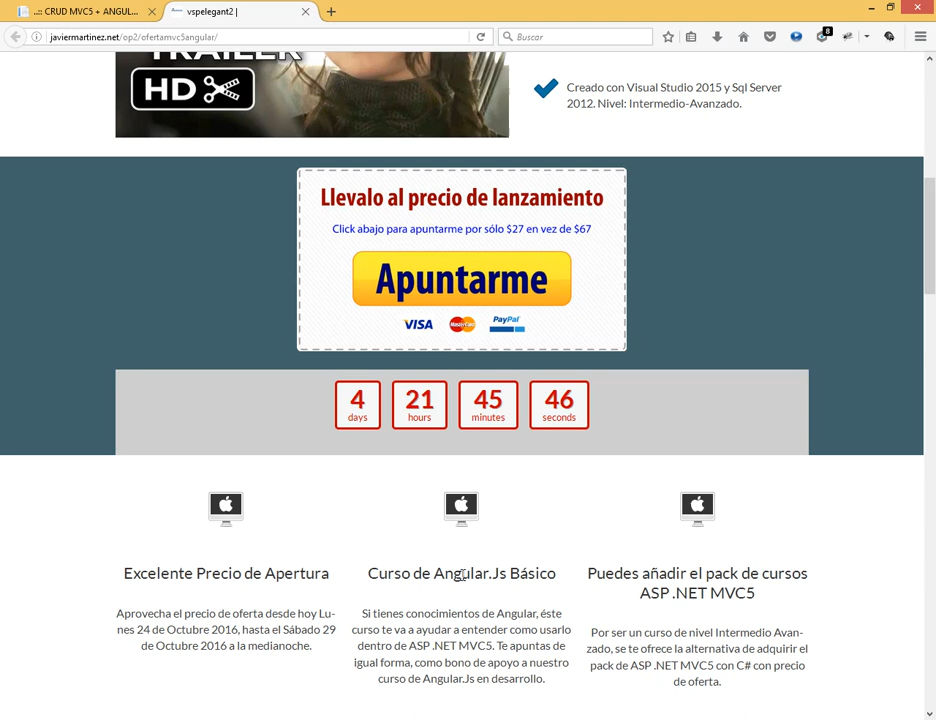 ..:: CRUD MVC5 + ANGUL...
vspelegant2 |
javiermartinez.net/op2/ofertamvc5angular/
Buscar
8
TRAILER
HD
Creado con Visual Studio 2015 y Sql Server
2012. Nivel: Intermedio-Avanzado.
Llevalo al precio de lanzamiento
Click abajo para apuntarme por sólo $27 en vez de $67
Apuntarme
VISA MasterCard PayPal
4 21 45 46
days hours minutes seconds
Excelente Precio de Apertura
Aprovecha el precio de oferta desde hoy Lu-
nes 24 de Octubre 2016, hasta el Sábado 29
de Octubre 2016 a la medianoche.
Curso de Angular.Js Básico
Si tienes conocimientos de Angular, éste
curso te va a ayudar a entender como usarlo
dentro de ASP .NET MVC5. Te apuntas de
igual forma, como bono de apoyo a nuestro
curso de Angular.Js en desarrollo.
Puedes añadir el pack de cursos
ASP .NET MVC5
Por ser un curso de nivel Intermedio Avan-
zado, se te ofrece la alternativa de adquirir el
pack de ASP .NET MVC5 con C# con precio
de oferta.